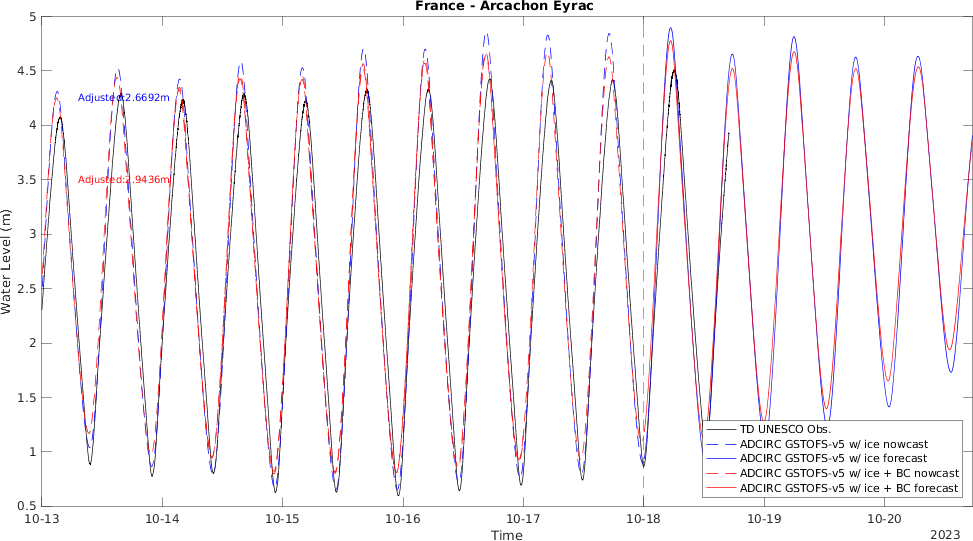 France - Arcachon Eyrac
Water Level (m)
5
4.5
4
3.5
3
2.5
2
1.5
1
0.5
Adjusted:2.6692m
Adjusted:2.9436m
TD UNESCO Obs.
ADCIRC GSTOFS-v5 w/ ice nowcast
ADCIRC GSTOFS-v5 w/ ice forecast
ADCIRC GSTOFS-v5 w/ ice + BC nowcast
ADCIRC GSTOFS-v5 w/ ice + BC forecast
10-13 10-14 10-15 10-16 10-17 10-18 10-19 10-20
Time
2023